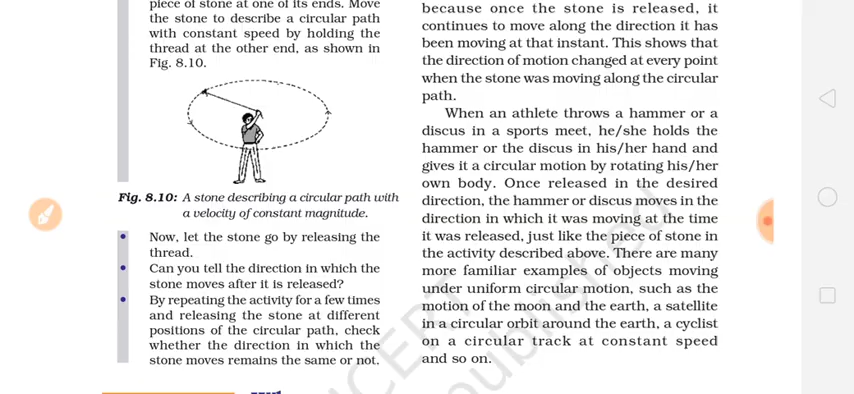 piece of stone at one of its ends. Move
the stone to describe a circular path
with constant speed by holding the
thread at the other end, as shown in
Fig. 8.10.
Fig. 8.10: A stone describing a circular path with
a velocity of constant magnitude.
• Now, let the stone go by releasing the
thread.
• Can you tell the direction in which the
stone moves after it is released?
• By repeating the activity for a few times
and releasing the stone at different
positions of the circular path, check
whether the direction in which the
stone moves remains the same or not.
because once the stone is released, it
continues to move along the direction it has
been moving at that instant. This shows that
the direction of motion changed at every point
when the stone was moving along the circular
path.
When an athlete throws a hammer or a
discus in a sports meet, he/she holds the
hammer or the discus in his/her hand and
gives it a circular motion by rotating his/her
own body. Once released in the desired
direction, the hammer or discus moves in the
direction in which it was moving at the time
it was released, just like the piece of stone in
the activity described above. There are many
more familiar examples of objects moving
under uniform circular motion, such as the
motion of the moon and the earth, a satellite
in a circular orbit around the earth, a cyclist
on a circular track at constant speed
and so on.